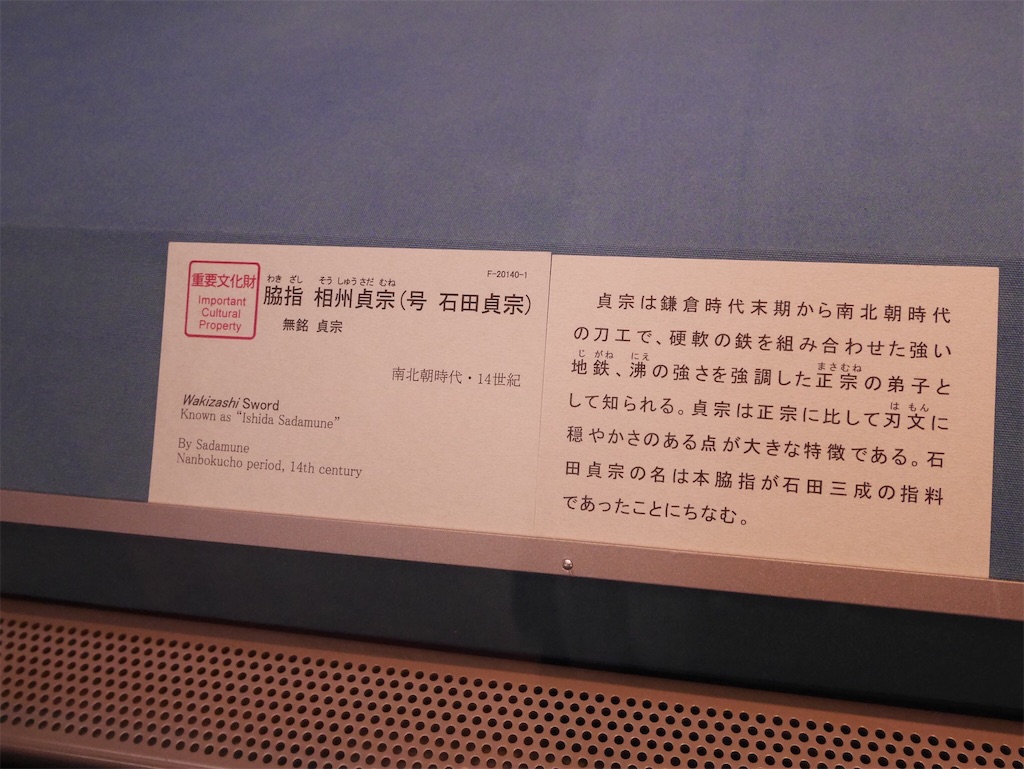 重要文化財
Important
Cultural
Property
F-20140-1
わき ざし そう しゅう さだ むね
脇指 相州貞宗(号 石田貞宗)
無銘 貞宗
南北朝時代・14世紀
Wakizashi Sword
Known as “Ishida Sadamune”
By Sadamune
Nanbokucho period, 14th century
貞宗は鎌倉時代末期から南北朝時代
の刀工で、硬軟の鉄を組み合わせた強い
じ がね にえ まさむね
地鉄、沸の強さを強調した正宗の弟子と
は もん
して知られる。貞宗は正宗に比して刃文に
穏やかさのある点が大きな特徴である。石
田貞宗の名は本脇指が石田三成の指料
であったことにちなむ。